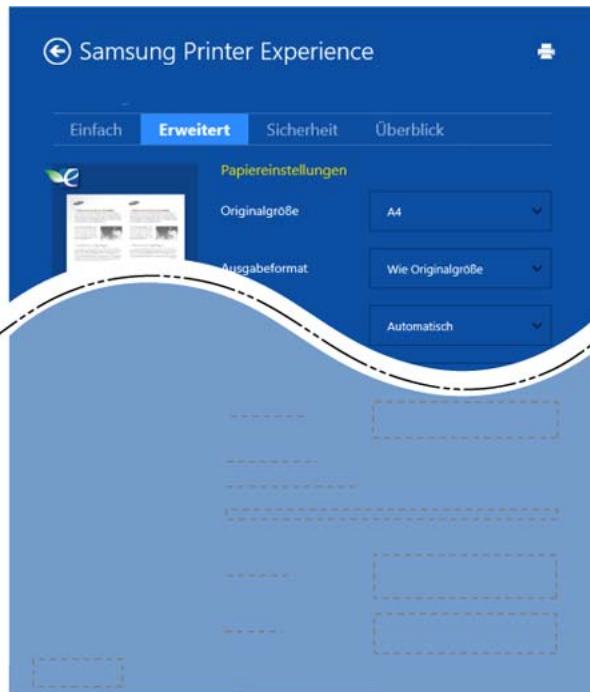 Samsung Printer Experience
Einfach Erweitert Sicherheit Überblick
Papiereinstellungen
Originalgröße A4
Ausgabeformat Wie Originalgröße
Automatisch